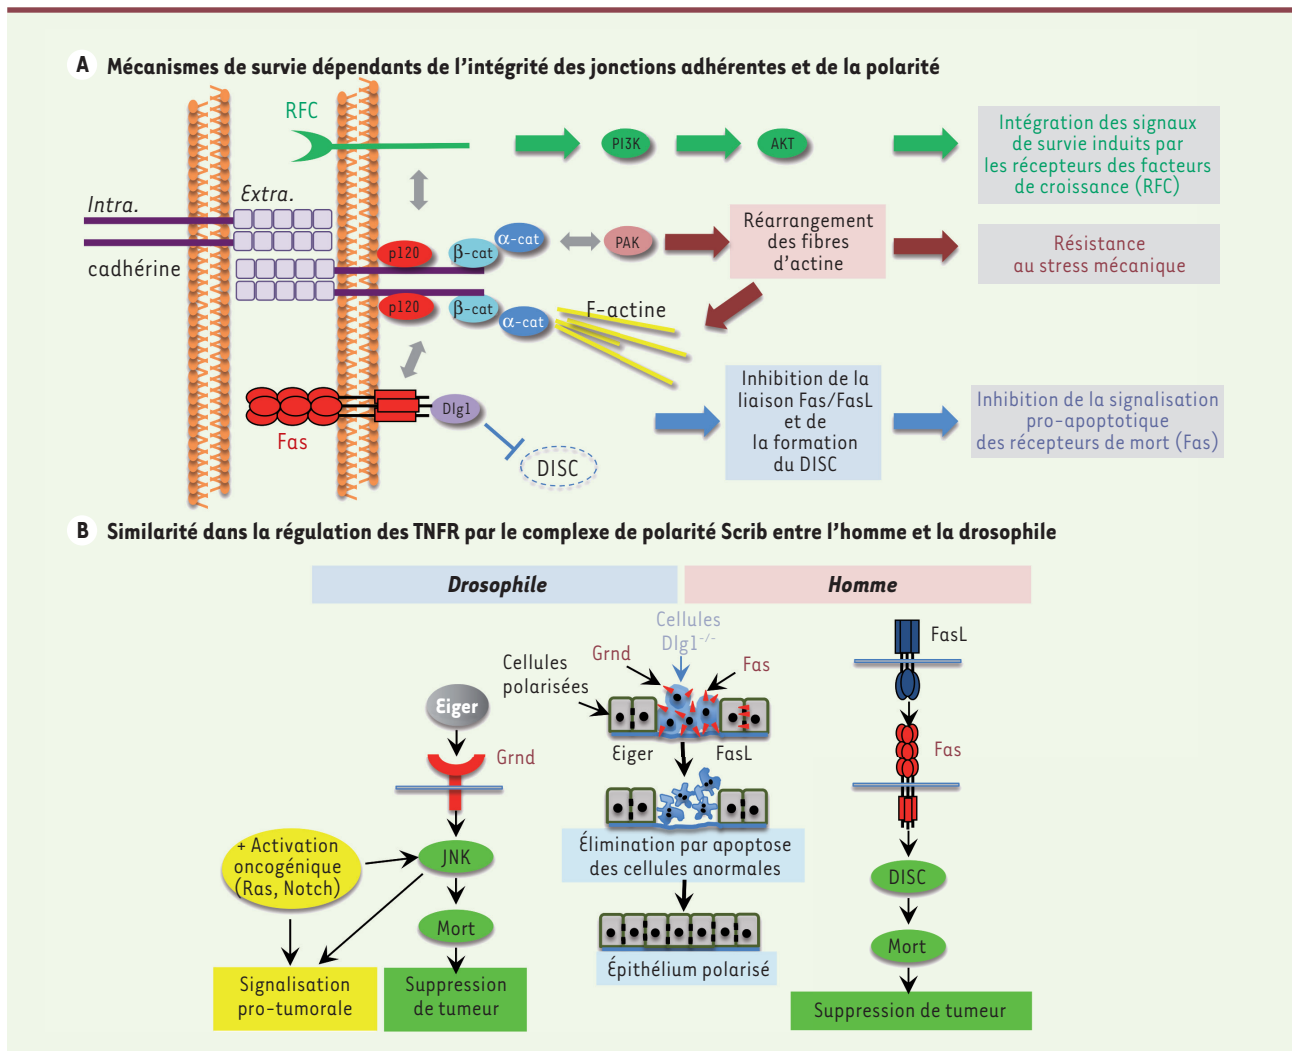 A Mécanismes de survie dépendants de l'intégrité des jonctions adhérentes et de la polarité
RFC
PI3K
AKT
Intégration des signaux
de survie induits par
les récepteurs des facteurs
de croissance (RFC)
Intra.
Extra.
cadhérine
p120
β-cat
α-cat
PAK
Réarrangement
des fibres
d'actine
Résistance
au stress mécanique
p120
β-cat
α-cat
F-actine
Fas
Dlg1
DISC
Inhibition de la
liaison Fas/FasL
et de
la formation
du DISC
Inhibition de la signalisation
pro-apoptotique
des récepteurs de mort (Fas)
B Similarité dans la régulation des TNFR par le complexe de polarité Scrib entre l'homme et la drosophile
Drosophile
Homme
Eiger
Grnd
+ Activation
oncogénique
(Ras, Notch)
JNK
Mort
Signalisation
pro-tumorale
Suppression
de tumeur
Cellules
Dlg1-/-
Grnd
Fas
Cellules
polarisées
Eiger
FasL
Élimination par apoptose
des cellules anormales
Épithélium polarisé
FasL
Fas
DISC
Mort
Suppression de tumeur